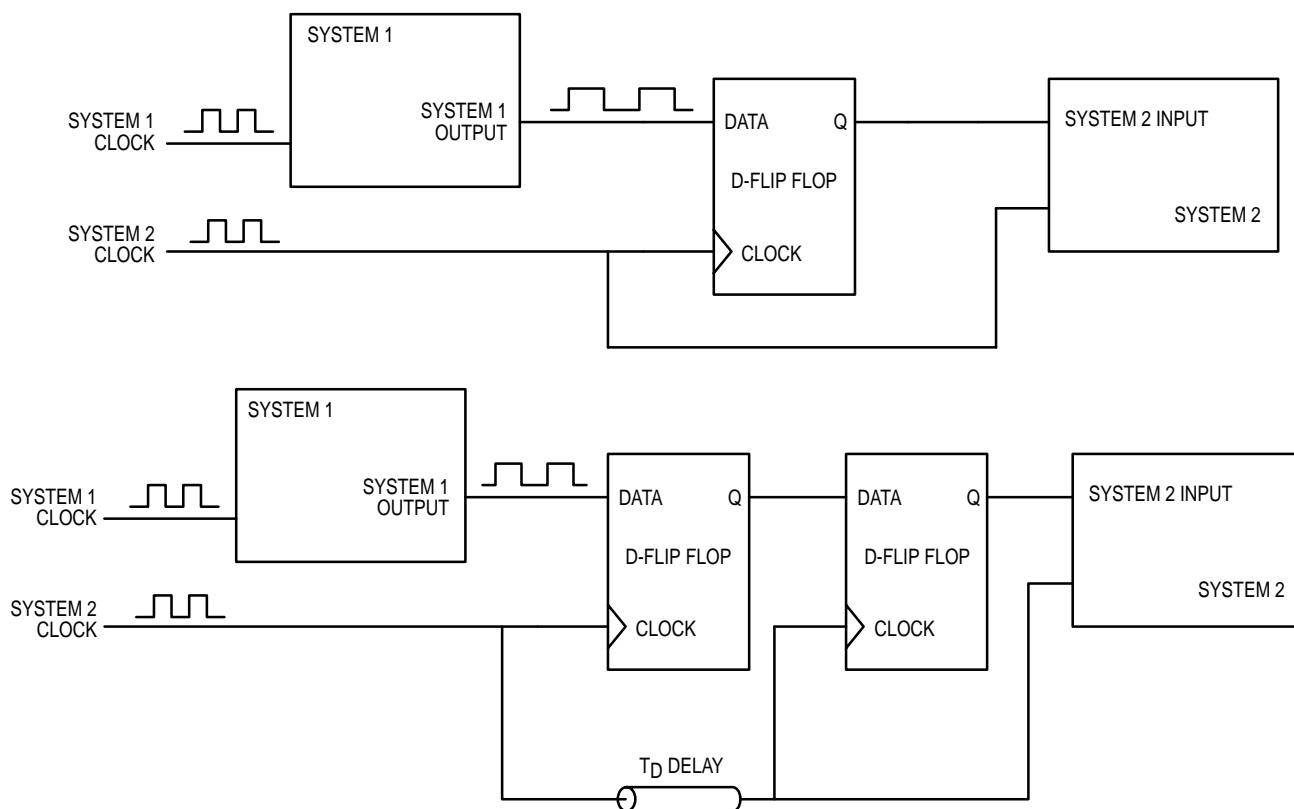 SYSTEM 1
SYSTEM 1
OUTPUT
SYSTEM 1
CLOCK
DATA
Q
SYSTEM 2 INPUT
D-FLIP FLOP
SYSTEM 2
SYSTEM 2
CLOCK
CLOCK
SYSTEM 1
SYSTEM 1
OUTPUT
SYSTEM 1
CLOCK
DATA
Q
DATA
Q
SYSTEM 2 INPUT
D-FLIP FLOP
D-FLIP FLOP
SYSTEM 2
SYSTEM 2
CLOCK
CLOCK
CLOCK
TD DELAY